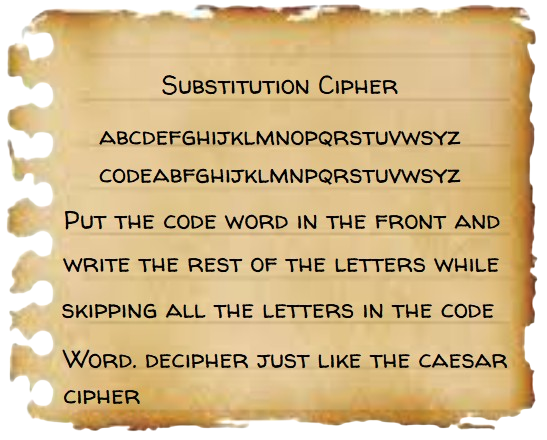 Substitution Cipher
ABCDEFGHIJKLMNOPQRSTUVWSYZ
CODEABFGHIJKLMNPQRSTUVWSYZ
Put the code word in the front and
write the rest of the letters while
skipping all the letters in the code
Word. decipher just like the caesar
cipher